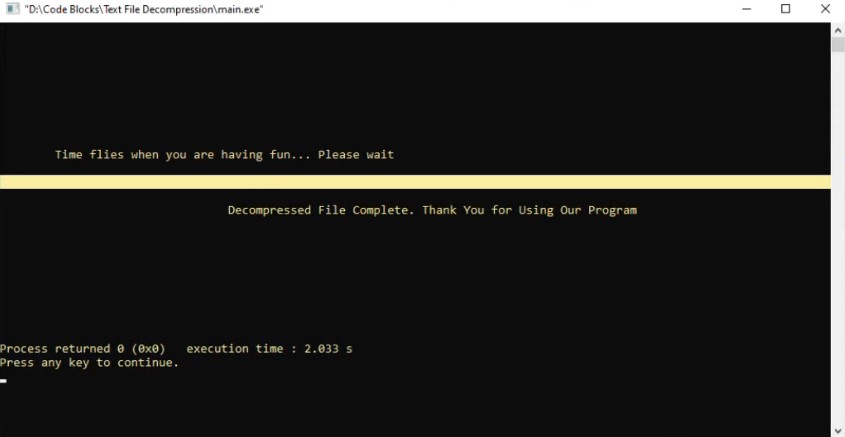 "D:\Code Blocks\Text File Decompression\main.exe"
Time flies when you are having fun... Please wait
Decompressed File Complete. Thank You for Using Our Program
Process returned 0 (0x0)   execution time : 2.033 s
Press any key to continue.